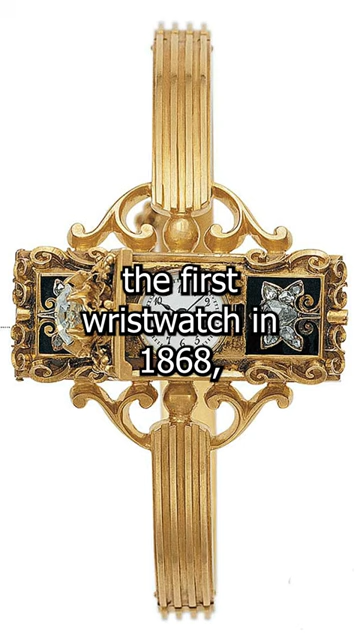 the first
wristwatch in
1868,